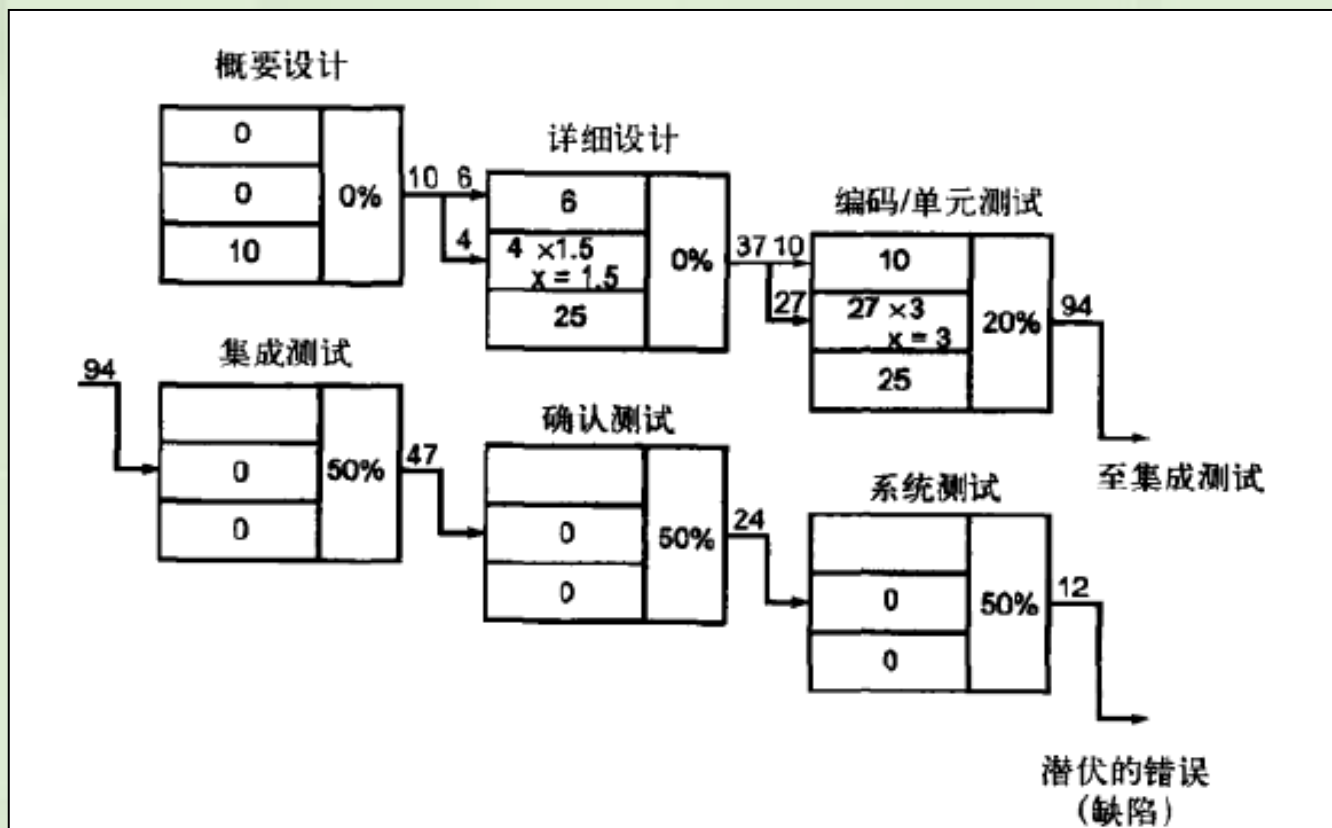 概要设计
0
0
10
0%
10 6
4
详细设计
6
4 ×1.5
x = 1.5
25
0%
37 10
27
编码/单元测试
10
27 ×3
x = 3
25
20%
94
至集成测试
94
集成测试
0
0
50%
47
确认测试
0
0
50%
24
系统测试
0
0
50%
12
潜伏的错误
(缺陷)